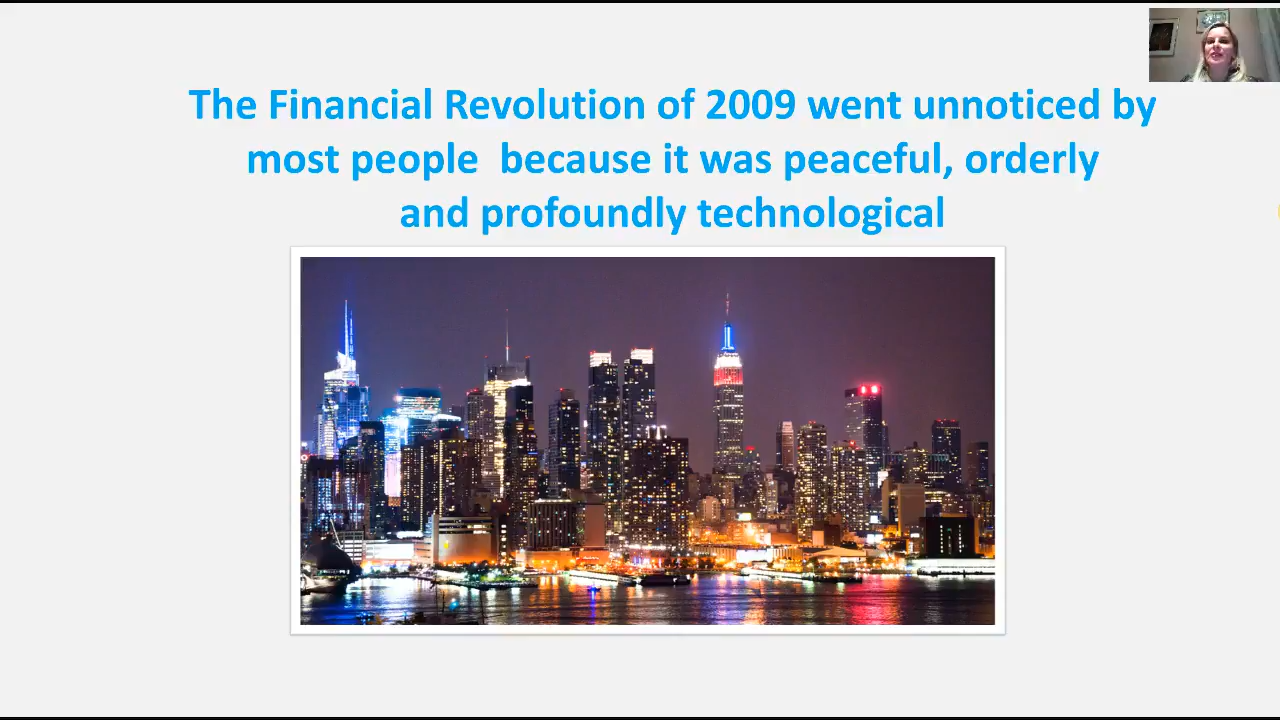 The Financial Revolution of 2009 went unnoticed by
most people  because it was peaceful, orderly
and profoundly technological